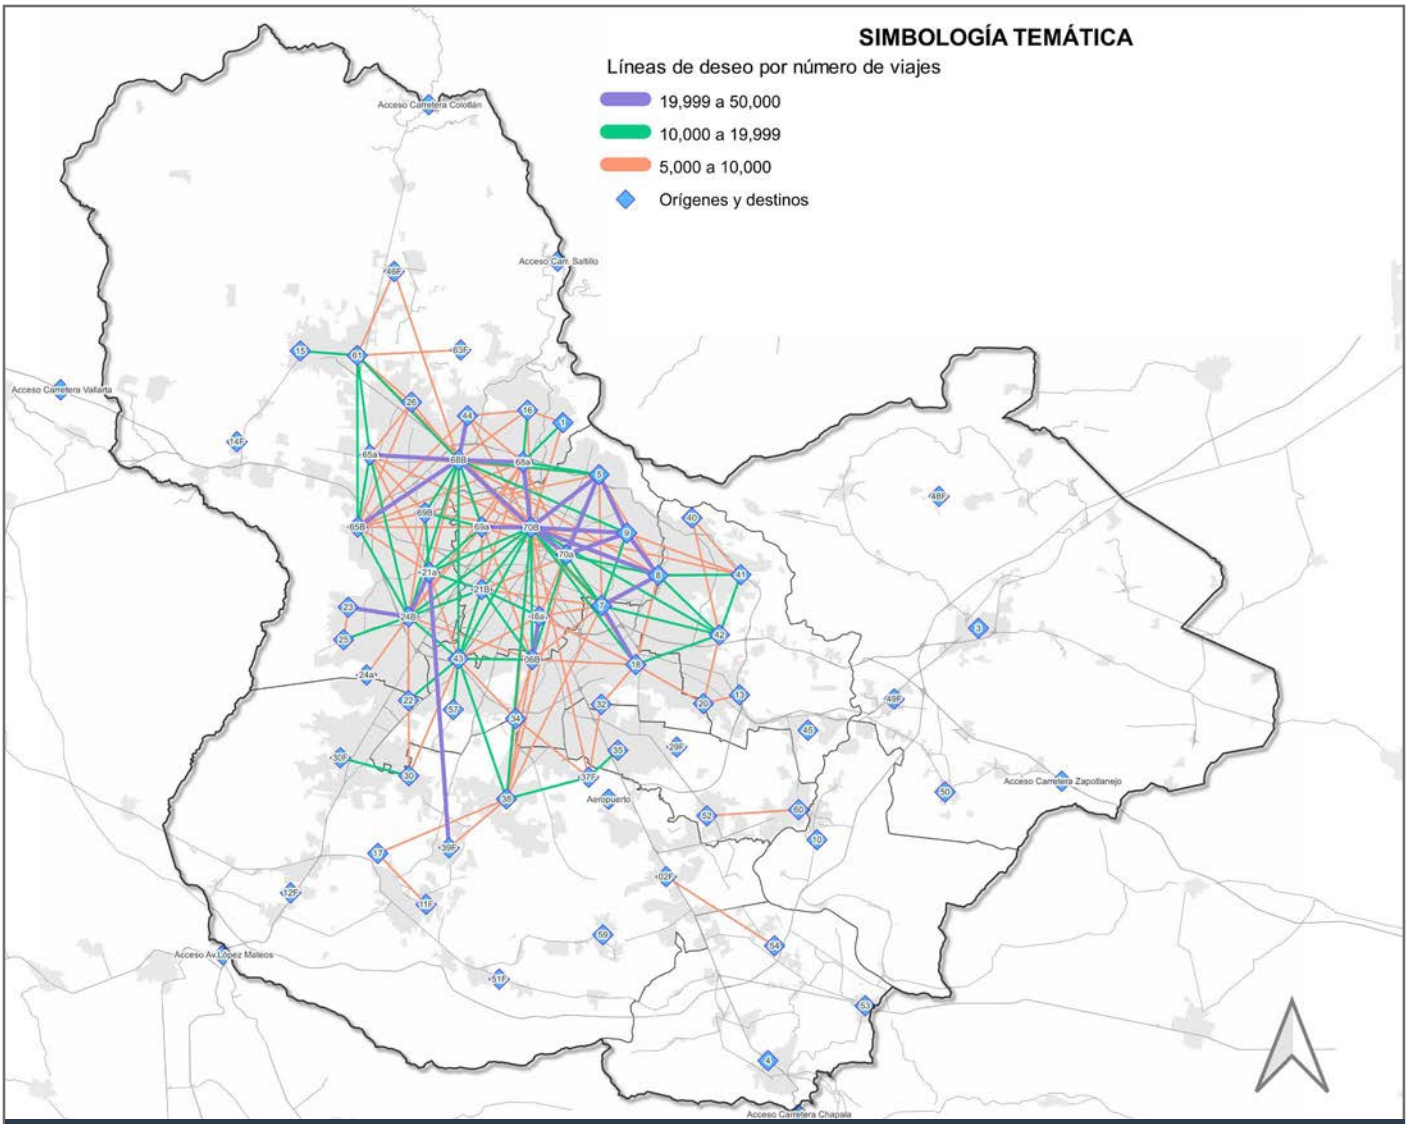 SIMBOLOGÍA TEMÁTICA
Líneas de deseo por número de viajes
19,999 a 50,000
10,000 a 19,999
5,000 a 10,000
Orígenes y destinos
Acceso Carretera Colotlán
Acceso Carr. Saltillo
46F
15
61
63F
Acceso Carretera Vallarta
26
44
16
1
14F
65a
68B
68a
5
48F
69B
40
65B
69a
70B
9
70a
21a
8
41
21B
23
7
24B
6a
3
25
42
43
06B
18
24a
13
49F
22
20
57
32
34
45
29F
35
30F
30
37F
Acceso Carretera Zapotlanejo
50
38
Aeropuerto
60
52
10
39F
17
02F
12F
11F
59
54
Acceso Av.López Mateos
51F
53
4
Acceso Carretera Chapala